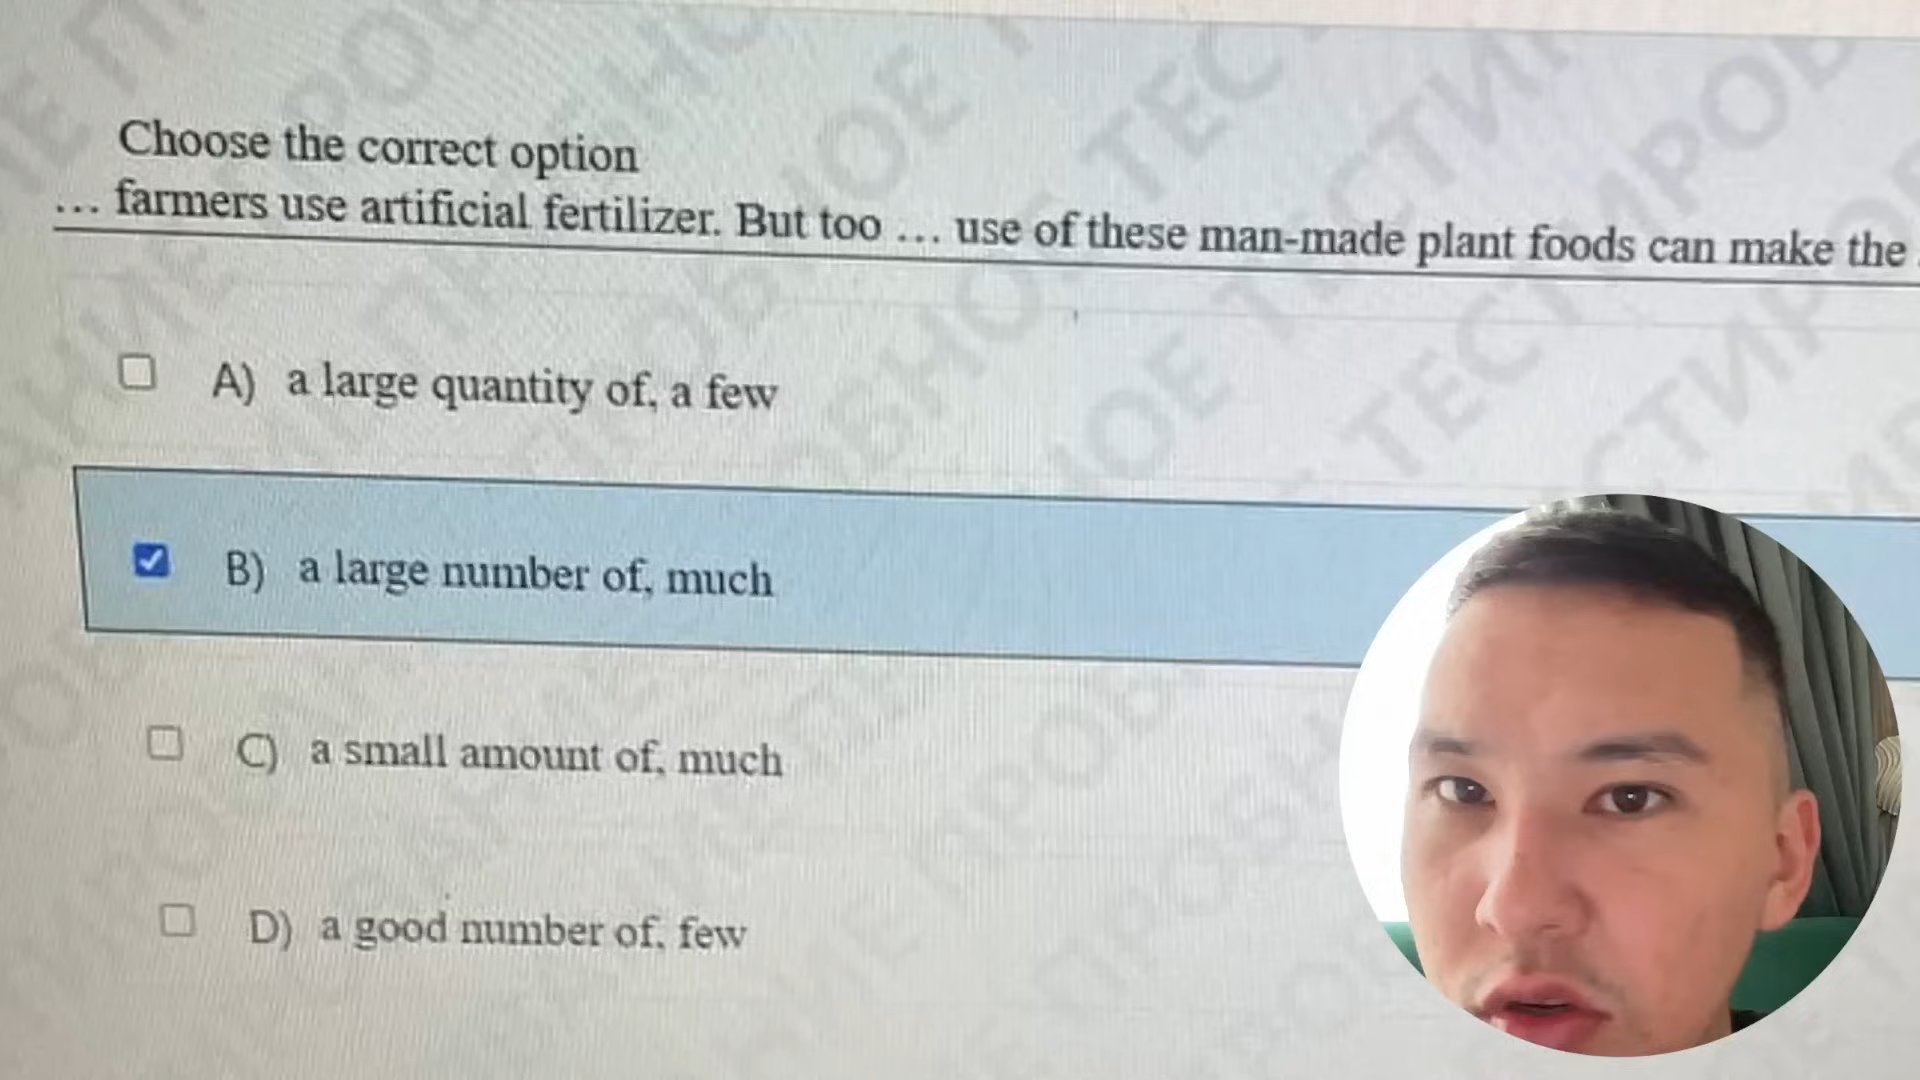 Choose the correct option
… farmers use artificial fertilizer. But too … use of these man-made plant foods can make the
A) a large quantity of, a few
B) a large number of, much
C) a small amount of, much
D) a good number of, few